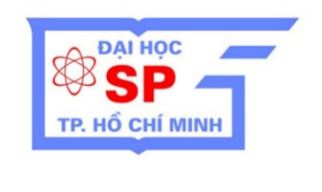 ĐẠI HỌC
SP
TP. HỒ CHÍ MINH